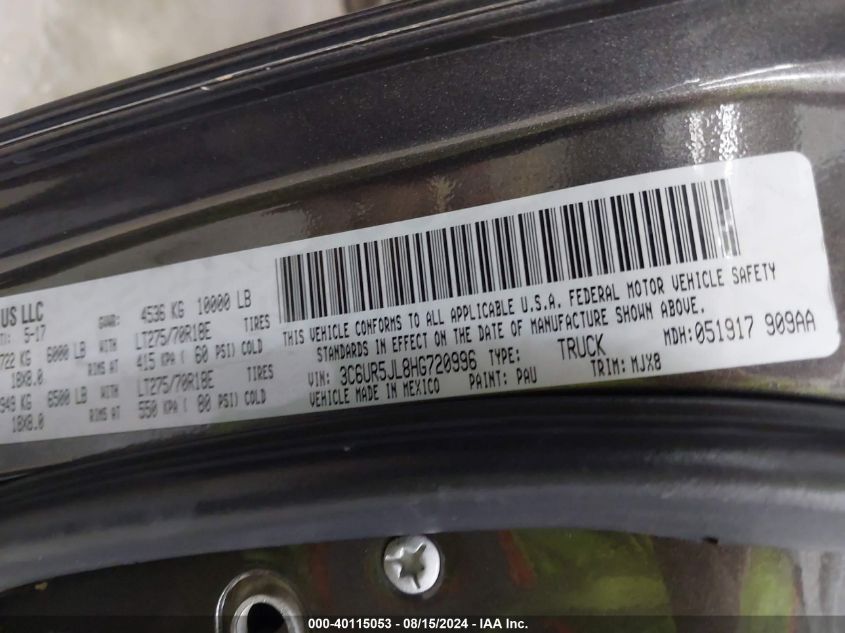 US LLC
5-17
GVWR: 4536 KG 10000 LB
722 KG 6000 LB WITH LT275/70R18E TIRES
18X8.0 RIMS AT 415 KPA ( 60 PSI) COLD
949 KG 6500 LB WITH LT275/70R18E TIRES
18X8.0 RIMS AT 550 KPA ( 80 PSI) COLD
THIS VEHICLE CONFORMS TO ALL APPLICABLE U.S.A. FEDERAL MOTOR VEHICLE SAFETY
STANDARDS IN EFFECT ON THE DATE OF MANUFACTURE SHOWN ABOVE.
MDH: 051917 909AA
VIN: 3C6UR5JL8HG720996 TYPE: TRUCK
VEHICLE MADE IN MEXICO PAINT: PAU TRIM: MJX8
000-40115053 - 08/15/2024 - IAA Inc.